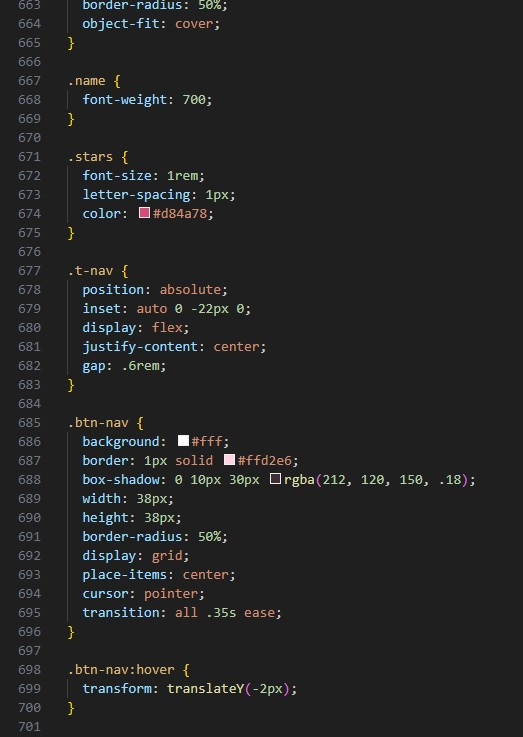 663 border-radius: 50%;
664 object-fit: cover;
665 }
666
667 .name {
668 font-weight: 700;
669 }
670
671 .stars {
672 font-size: 1rem;
673 letter-spacing: 1px;
674 color: #d84a78;
675 }
676
677 .t-nav {
678 position: absolute;
679 inset: auto 0 -22px 0;
680 display: flex;
681 justify-content: center;
682 gap: .6rem;
683 }
684
685 .btn-nav {
686 background: #fff;
687 border: 1px solid #ffd2e6;
688 box-shadow: 0 10px 30px rgba(212, 120, 150, .18);
689 width: 38px;
690 height: 38px;
691 border-radius: 50%;
692 display: grid;
693 place-items: center;
694 cursor: pointer;
695 transition: all .35s ease;
696 }
697
698 .btn-nav:hover {
699 transform: translateY(-2px);
700 }
701